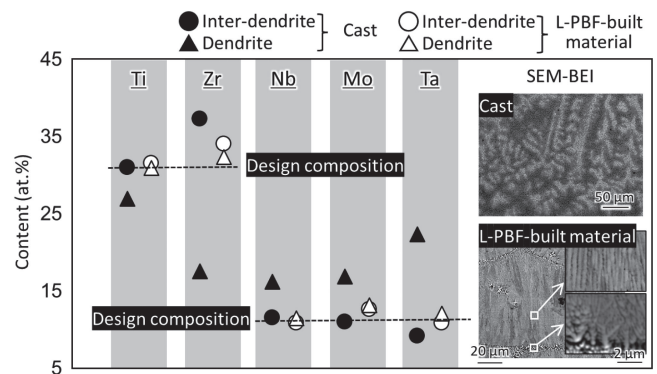 Inter-dendrite
Dendrite
Cast
Inter-dendrite
Dendrite
L-PBF-built
material
45
35
25
15
5
Content (at.%)
Ti Zr Nb Mo Ta
Design composition
Design composition
SEM-BEI
Cast
50 μm
L-PBF-built material
20 μm
2 μm